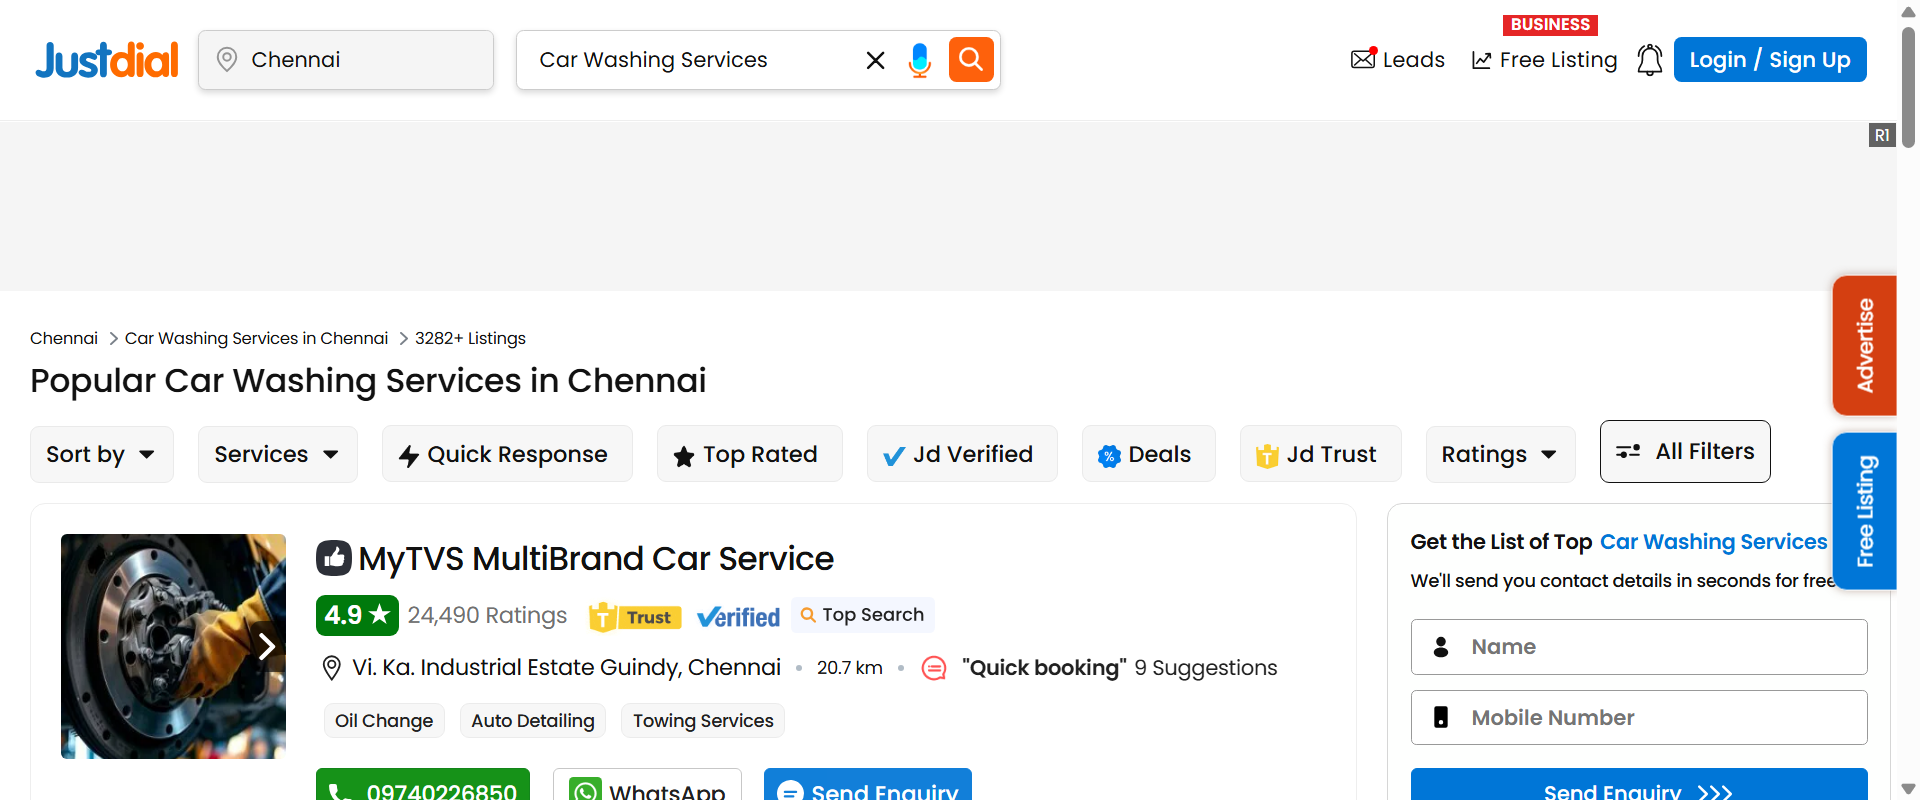 BUSINESS
Justdial
Chennai
Car Washing Services
Leads
Free Listing
Login / Sign Up
R1
Advertise
Free Listing
Chennai > Car Washing Services in Chennai > 3282+ Listings
Popular Car Washing Services in Chennai
Sort by
Services
Quick Response
Top Rated
Jd Verified
% Deals
T Jd Trust
Ratings
All Filters
MyTVS MultiBrand Car Service
4.9 ★ 24,490 Ratings T Trust Verified Top Search
Vi. Ka. Industrial Estate Guindy, Chennai • 20.7 km • "Quick booking" 9 Suggestions
Oil Change Auto Detailing Towing Services
09740226850 WhatsApp Send Enquiry
Get the List of Top Car Washing Services
We'll send you contact details in seconds for free
Name
Mobile Number
Send Enquiry >>>